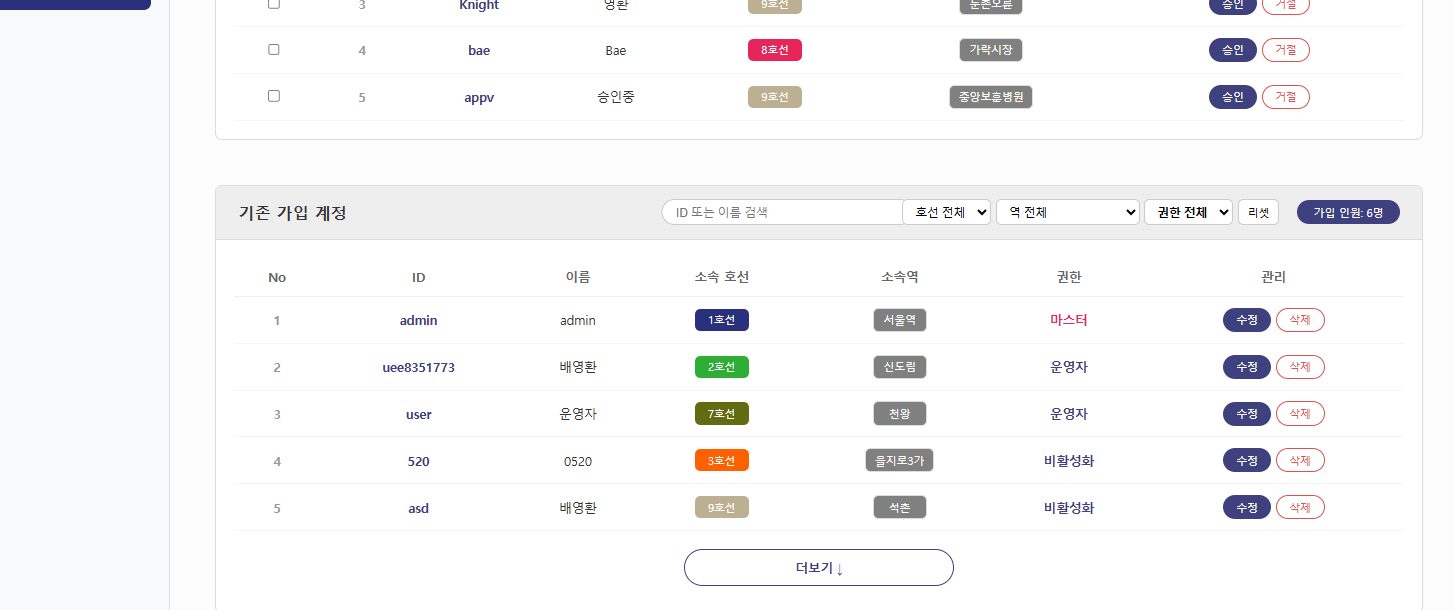 3 Knight 영환 9호선 둔촌오륜 승인 거절
4 bae Bae 8호선 가락시장 승인 거절
5 appv 승인중 9호선 중앙보훈병원 승인 거절
기존 가입 계정 ID 또는 이름 검색 호선 전체 역 전체 권한 전체 리셋 가입 인원: 6명
No ID 이름 소속 호선 소속역 권한 관리
1 admin admin 1호선 서울역 마스터 수정 삭제
2 uee8351773 배영환 2호선 신도림 운영자 수정 삭제
3 user 운영자 7호선 천왕 운영자 수정 삭제
4 520 0520 3호선 을지로3가 비활성화 수정 삭제
5 asd 배영환 9호선 석촌 비활성화 수정 삭제
더보기 ↓